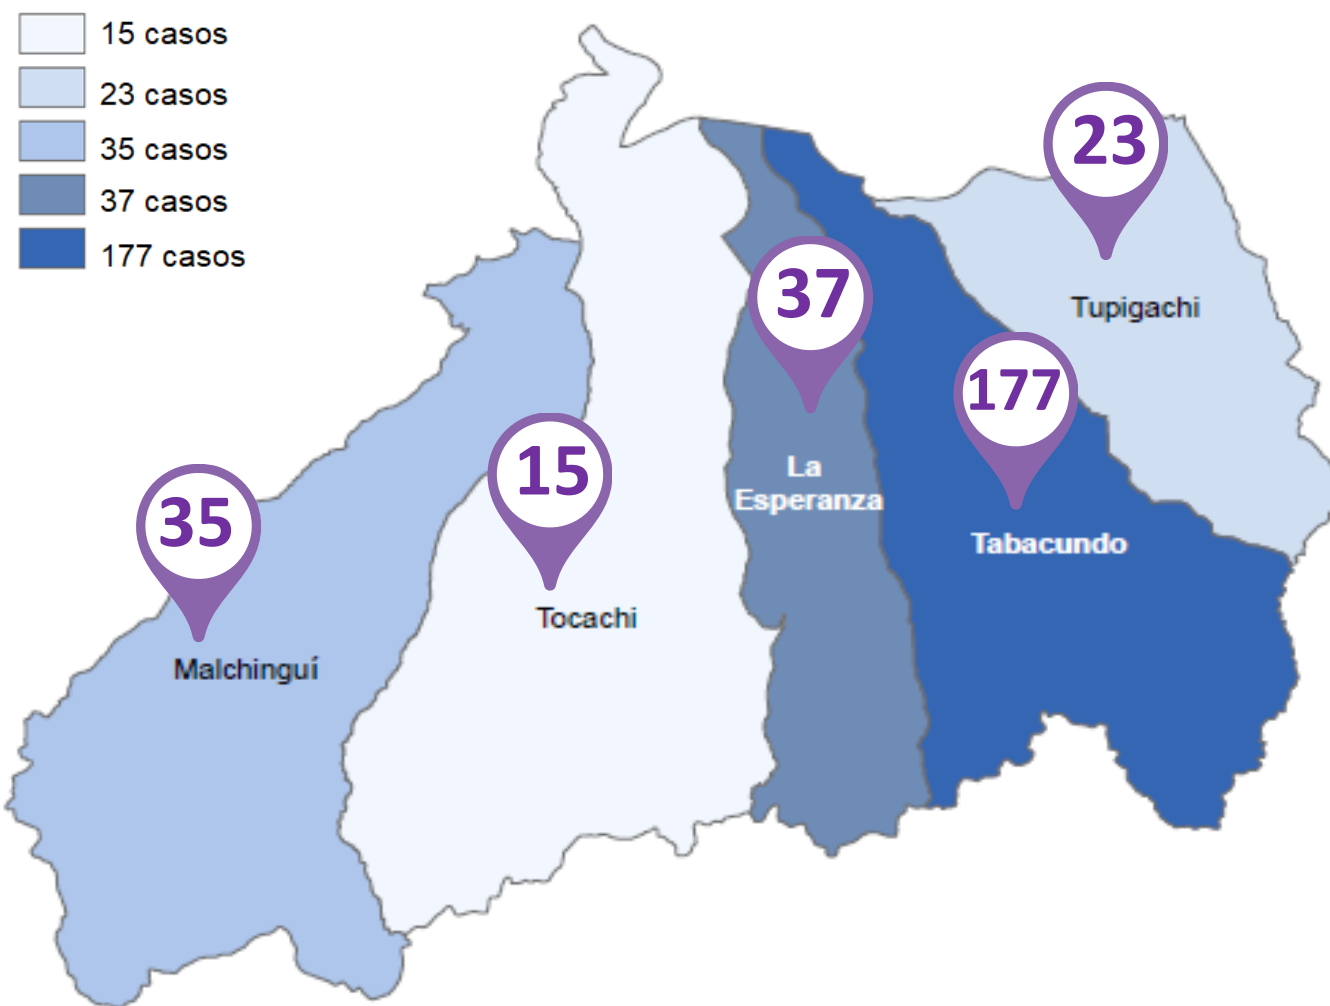 15 casos
23 casos
35 casos
37 casos
177 casos
23
Tupigachi
37
177
La
Esperanza
Tabacundo
15
Tocachi
35
Malchinguí